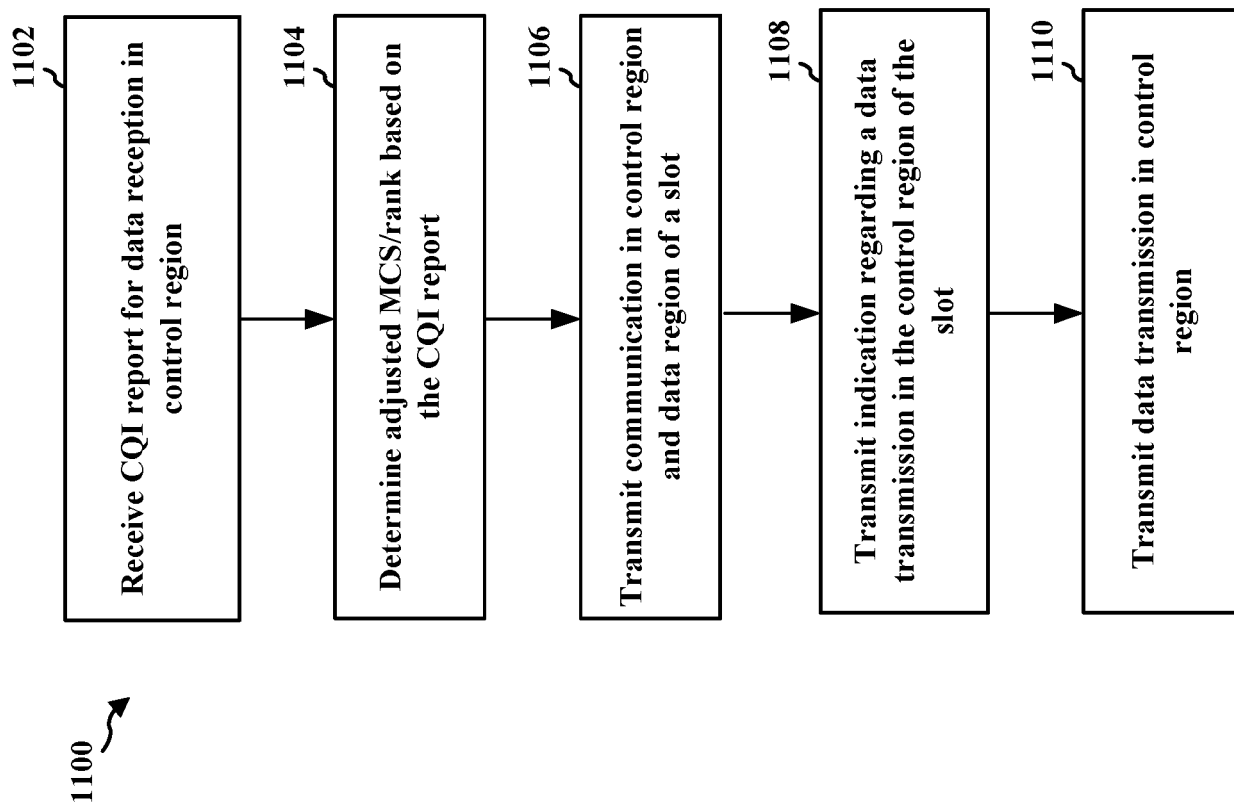 1100
1102
Receive CQI report for data reception in
control region
1104
Determine adjusted MCS/rank based on
the CQI report
1106
Transmit communication in control region
and data region of a slot
1108
Transmit indication regarding a data
transmission in the control region of the
slot
1110
Transmit data transmission in control
region